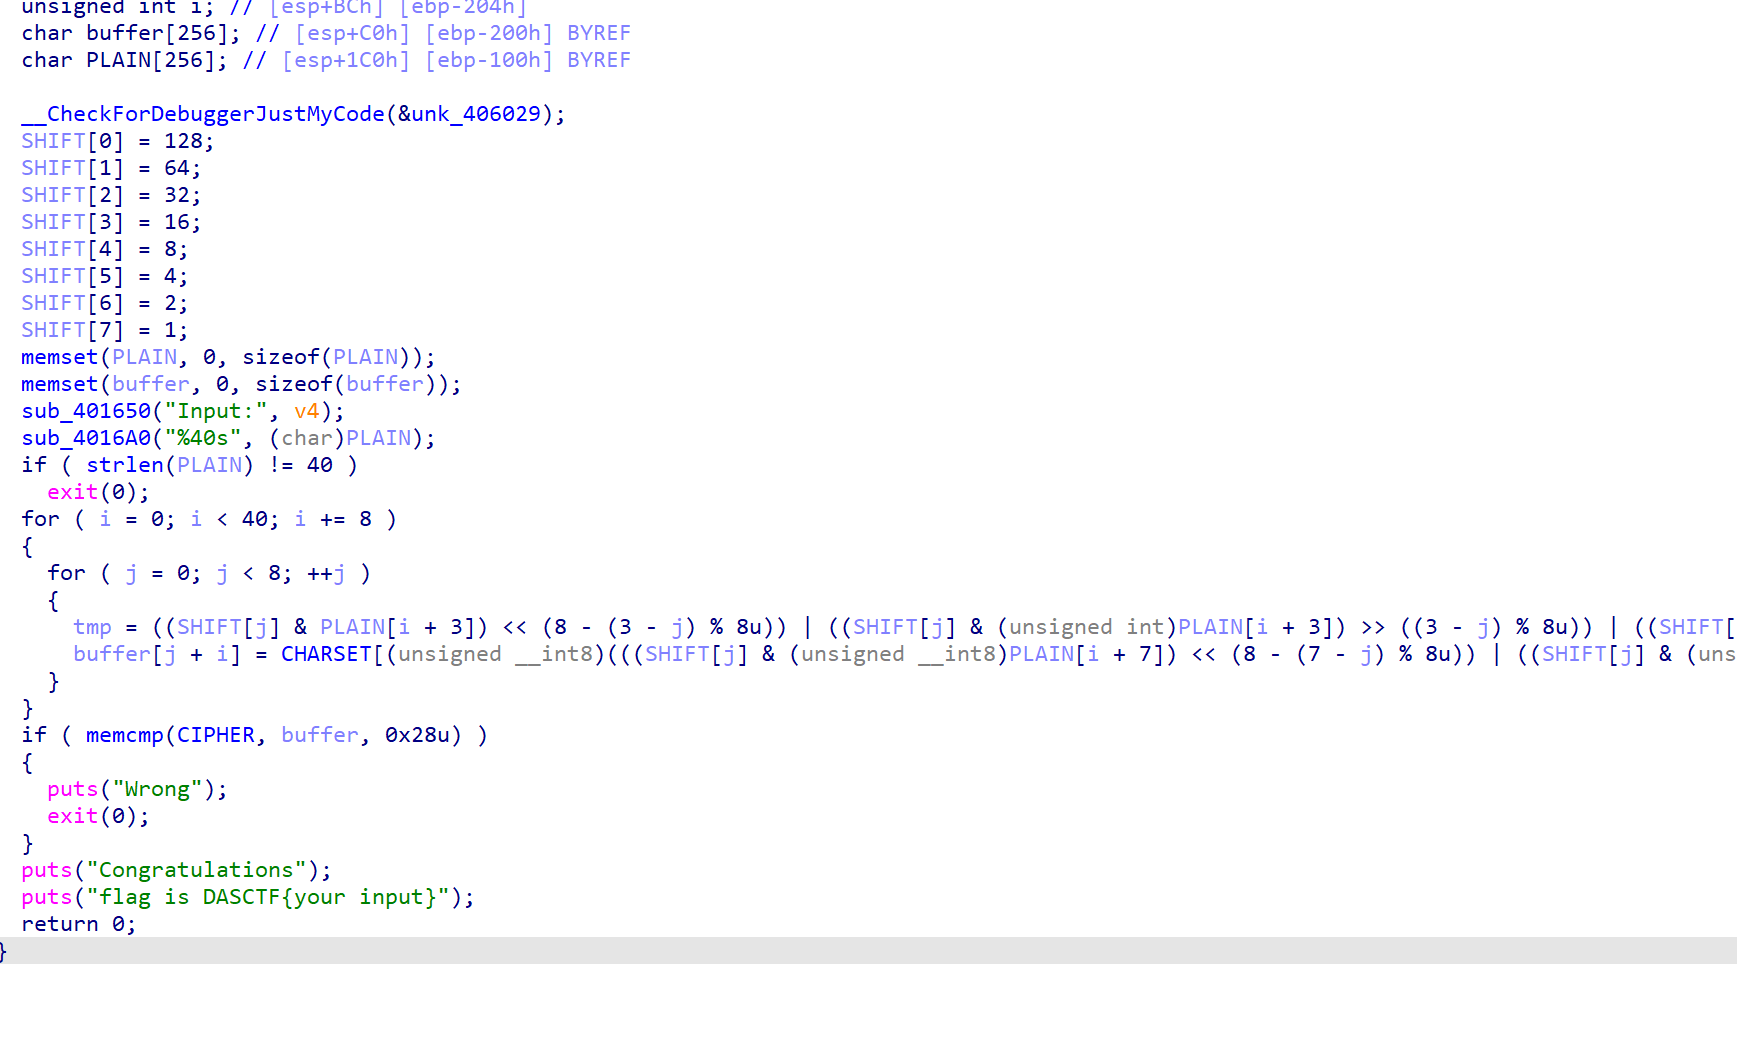 unsigned int i; // [esp+BCh] [ebp-204h]
char buffer[256]; // [esp+C0h] [ebp-200h] BYREF
char PLAIN[256]; // [esp+1C0h] [ebp-100h] BYREF
__CheckForDebuggerJustMyCode(&unk_406029);
SHIFT[0] = 128;
SHIFT[1] = 64;
SHIFT[2] = 32;
SHIFT[3] = 16;
SHIFT[4] = 8;
SHIFT[5] = 4;
SHIFT[6] = 2;
SHIFT[7] = 1;
memset(PLAIN, 0, sizeof(PLAIN));
memset(buffer, 0, sizeof(buffer));
sub_401650("Input:", v4);
sub_4016A0("%40s", (char)PLAIN);
if ( strlen(PLAIN) != 40 )
exit(0);
for ( i = 0; i < 40; i += 8 )
{
for ( j = 0; j < 8; ++j )
{
tmp = ((SHIFT[j] & PLAIN[i + 3]) << (8 - (3 - j) % 8u)) | ((SHIFT[j] & (unsigned int)PLAIN[i + 3]) >> ((3 - j) % 8u)) | ((SHIFT[
buffer[j + i] = CHARSET[(unsigned __int8)(((SHIFT[j] & (unsigned __int8)PLAIN[i + 7]) << (8 - (7 - j) % 8u)) | ((SHIFT[j] & (uns
}
}
if ( memcmp(CIPHER, buffer, 0x28u) )
{
puts("Wrong");
exit(0);
}
puts("Congratulations");
puts("flag is DASCTF{your input}");
return 0;
}